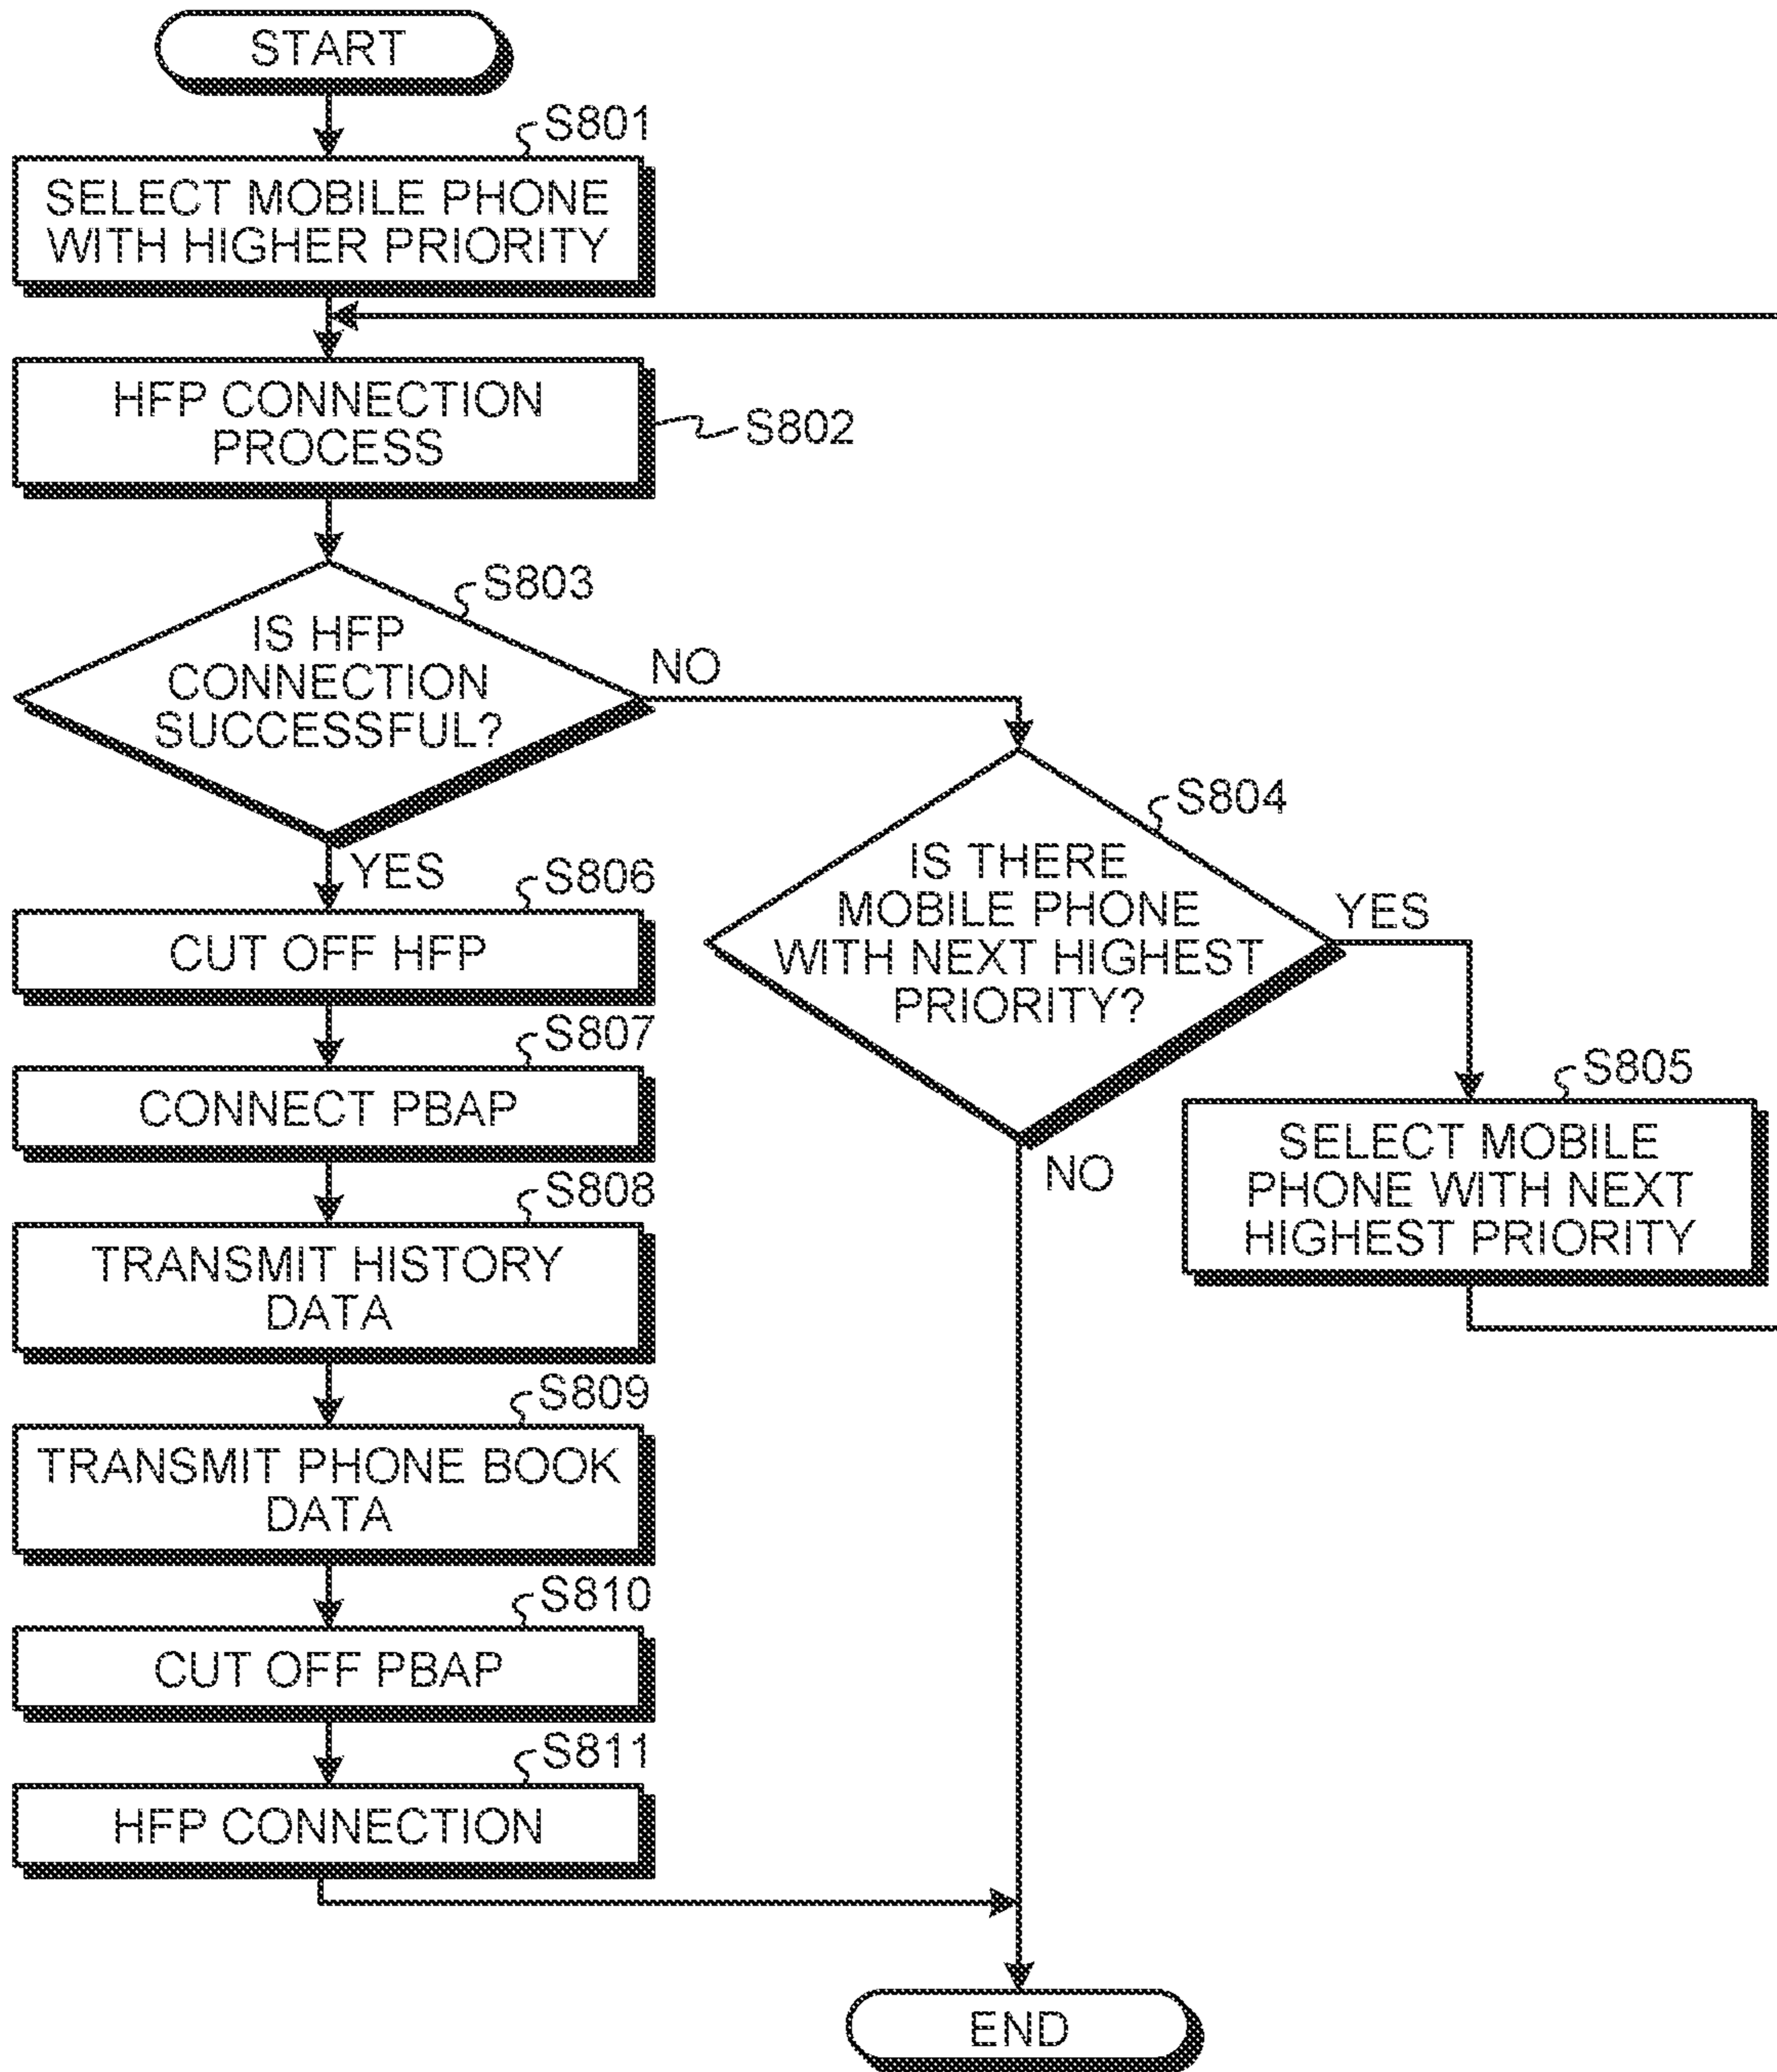 START
S801
SELECT MOBILE PHONE
WITH HIGHER PRIORITY
HFP CONNECTION
PROCESS
S802
S803
IS HFP
CONNECTION
SUCCESSFUL?
NO
YES
S804
IS THERE
MOBILE PHONE
WITH NEXT HIGHEST
PRIORITY?
YES
NO
S805
SELECT MOBILE
PHONE WITH NEXT
HIGHEST PRIORITY
S806
CUT OFF HFP
S807
CONNECT PBAP
S808
TRANSMIT HISTORY
DATA
S809
TRANSMIT PHONE BOOK
DATA
S810
CUT OFF PBAP
S811
HFP CONNECTION
END